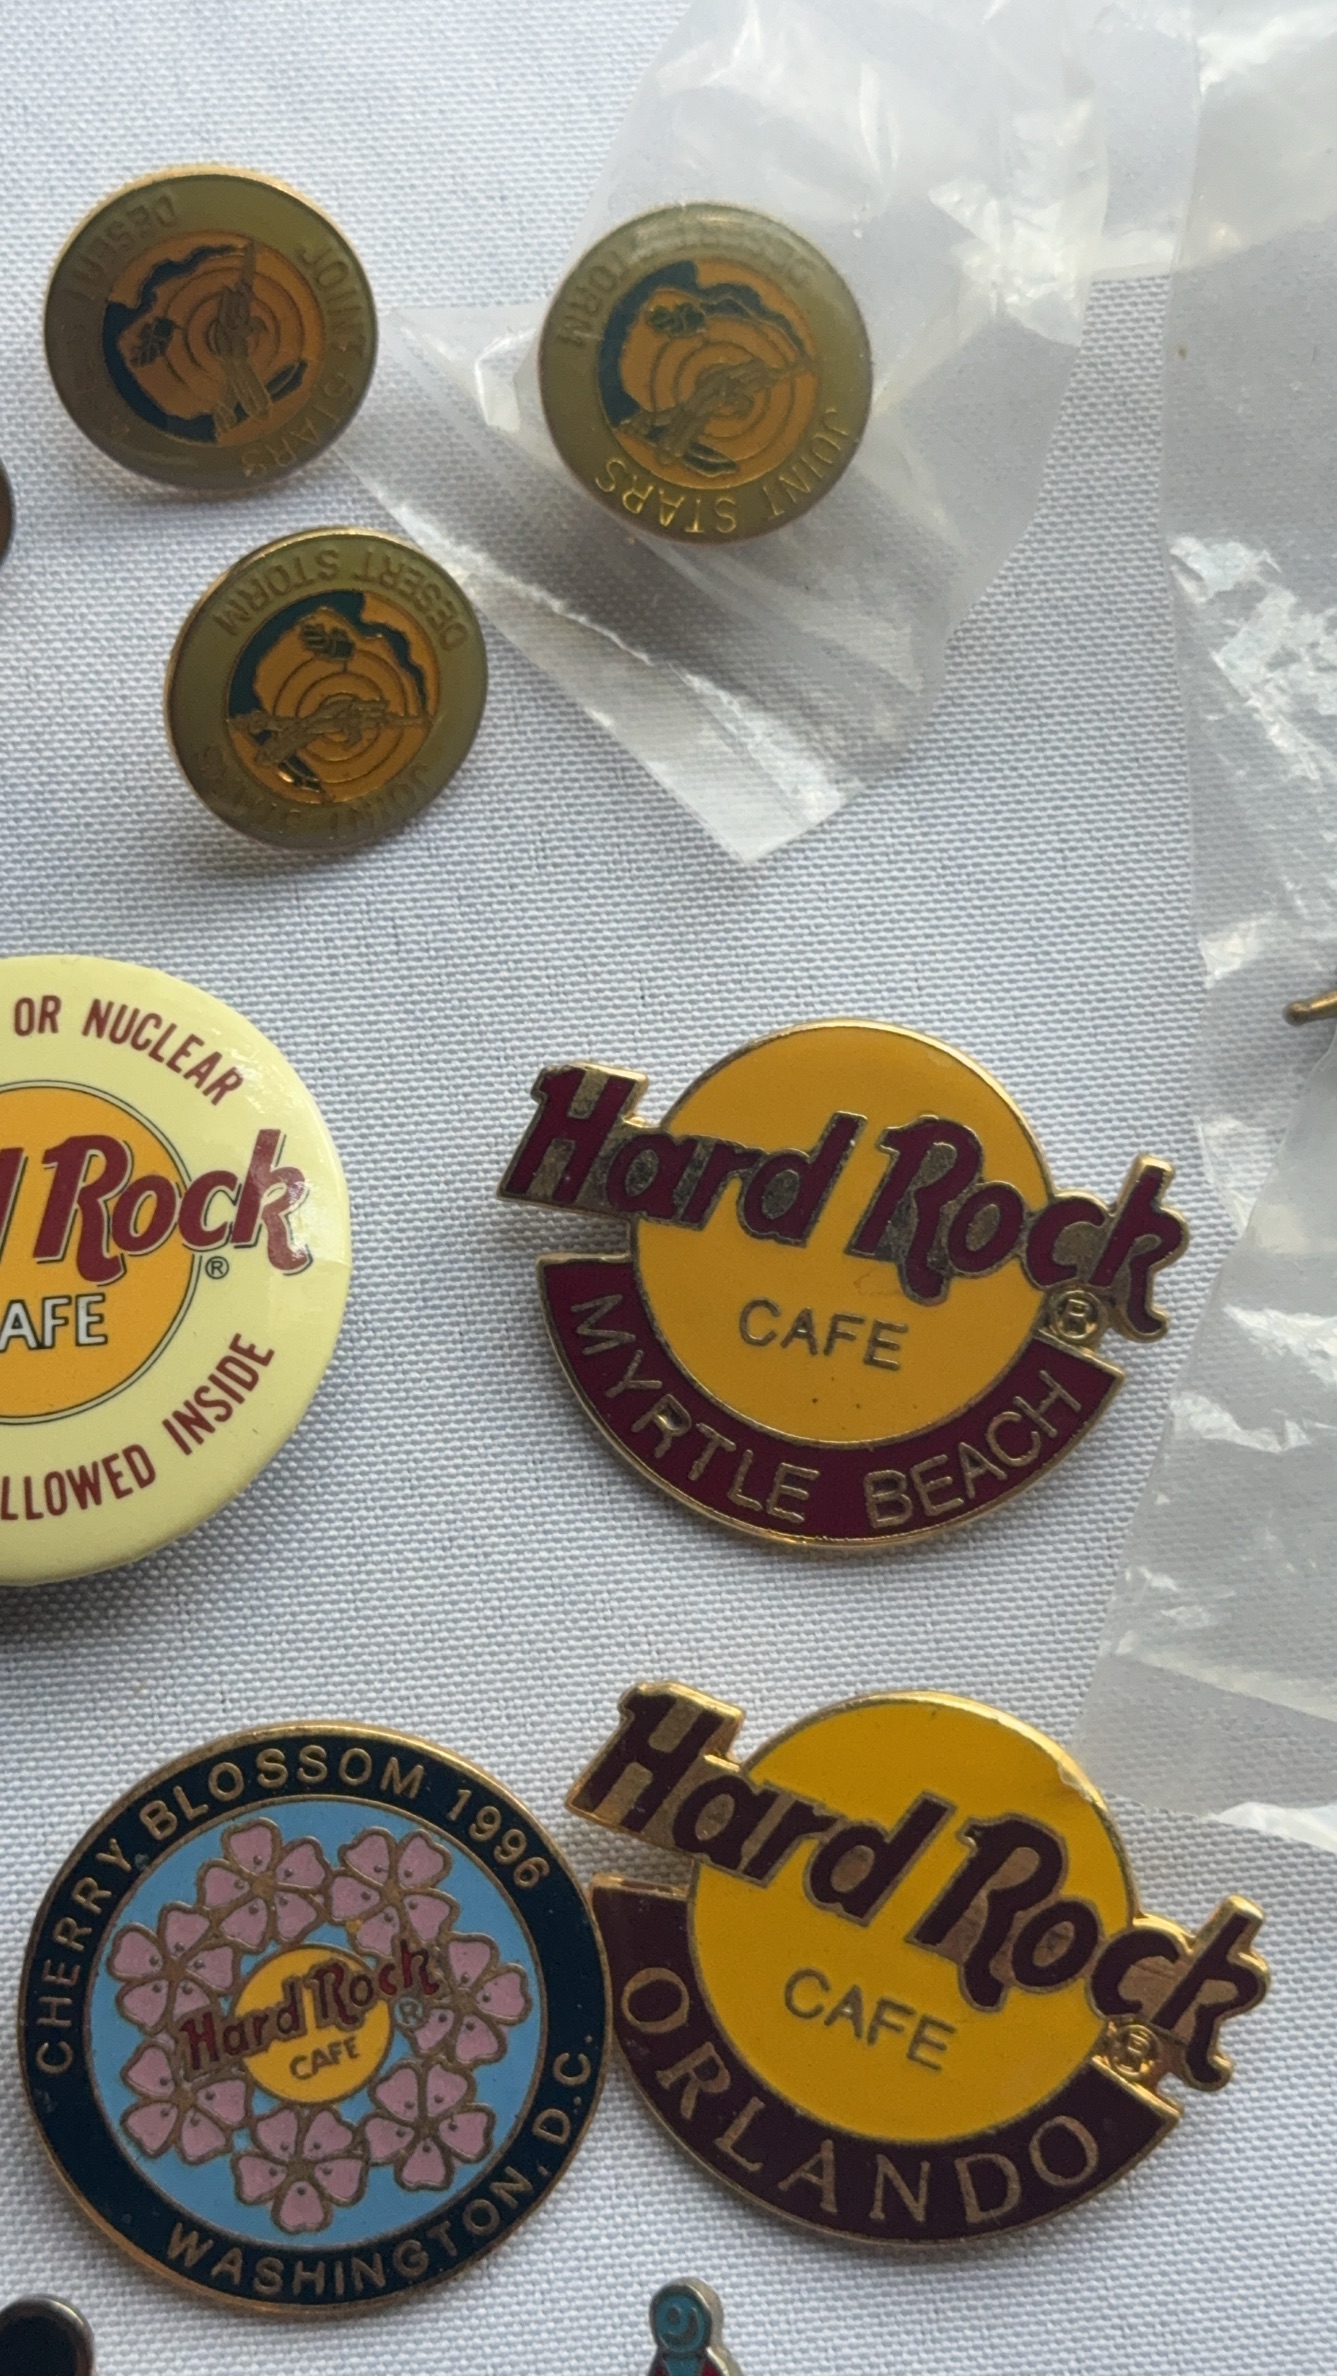 DESERT
JOINT STARS
DESERT STORM
JOINT STARS
DESERT STORM
JOINT STARS
OR NUCLEAR
Rock
®
AFE
LLOWED INSIDE
Hard Rock
®
CAFE
MYRTLE BEACH
CHERRY BLOSSOM 1996
Hard Rock
®
CAFE
WASHINGTON, D.C.
Hard Rock
®
CAFE
ORLANDO